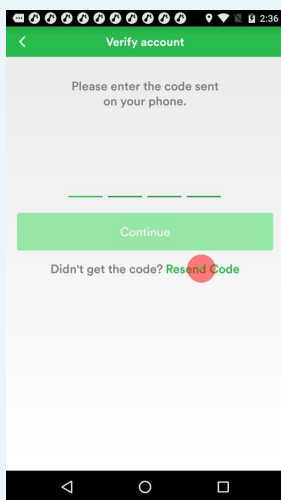 2:36
Verify account
Please enter the code sent
on your phone.
Continue
Didn't get the code? Resend Code